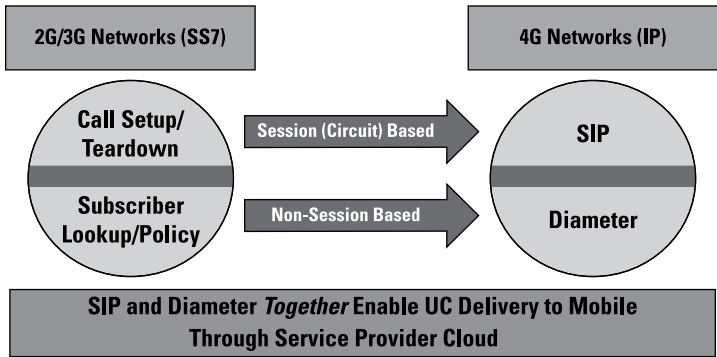 2G/3G Networks (SS7)
4G Networks (IP)
Call Setup/
Teardown
Session (Circuit) Based
SIP
Subscriber
Lookup/Policy
Non-Session Based
Diameter
SIP and Diameter Together Enable UC Delivery to Mobile
Through Service Provider Cloud